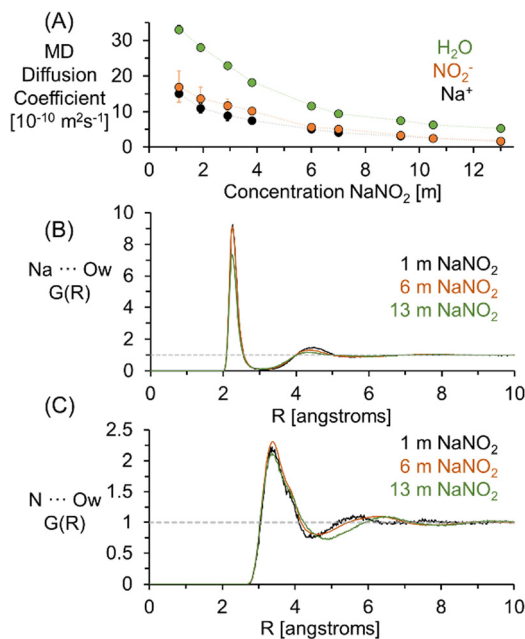 (A)
MD
Diffusion
Coefficient
[10⁻¹⁰ m²s⁻¹]
30
20
10
0
H₂O
NO₂⁻
Na⁺
0 2 4 6 8 10 12
Concentration NaNO₂ [m]
(B)
Na ··· Ow
G(R)
10
8
6
4
2
0
1 m NaNO₂
6 m NaNO₂
13 m NaNO₂
0 2 4 6 8 10
R [angstroms]
(C)
N ··· Ow
G(R)
2.5
2
1.5
1
0.5
0
1 m NaNO₂
6 m NaNO₂
13 m NaNO₂
0 2 4 6 8 10
R [angstroms]